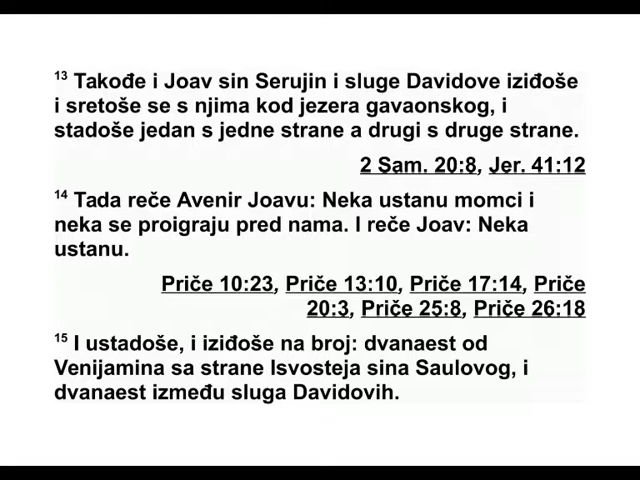 13 Takođe i Joav sin Serujin i sluge Davidove iziđoše
i sretoše se s njima kod jezera gavaonskog, i
stadoše jedan s jedne strane a drugi s druge strane.
2 Sam. 20:8, Jer. 41:12
14 Tada reče Avenir Joavu: Neka ustanu momci i
neka se proigraju pred nama. I reče Joav: Neka
ustanu.
Priče 10:23, Priče 13:10, Priče 17:14, Priče
20:3, Priče 25:8, Priče 26:18
15 I ustadoše, i iziđoše na broj: dvanaest od
Venijamina sa strane Isvosteja sina Saulovog, i
dvanaest između sluga Davidovih.